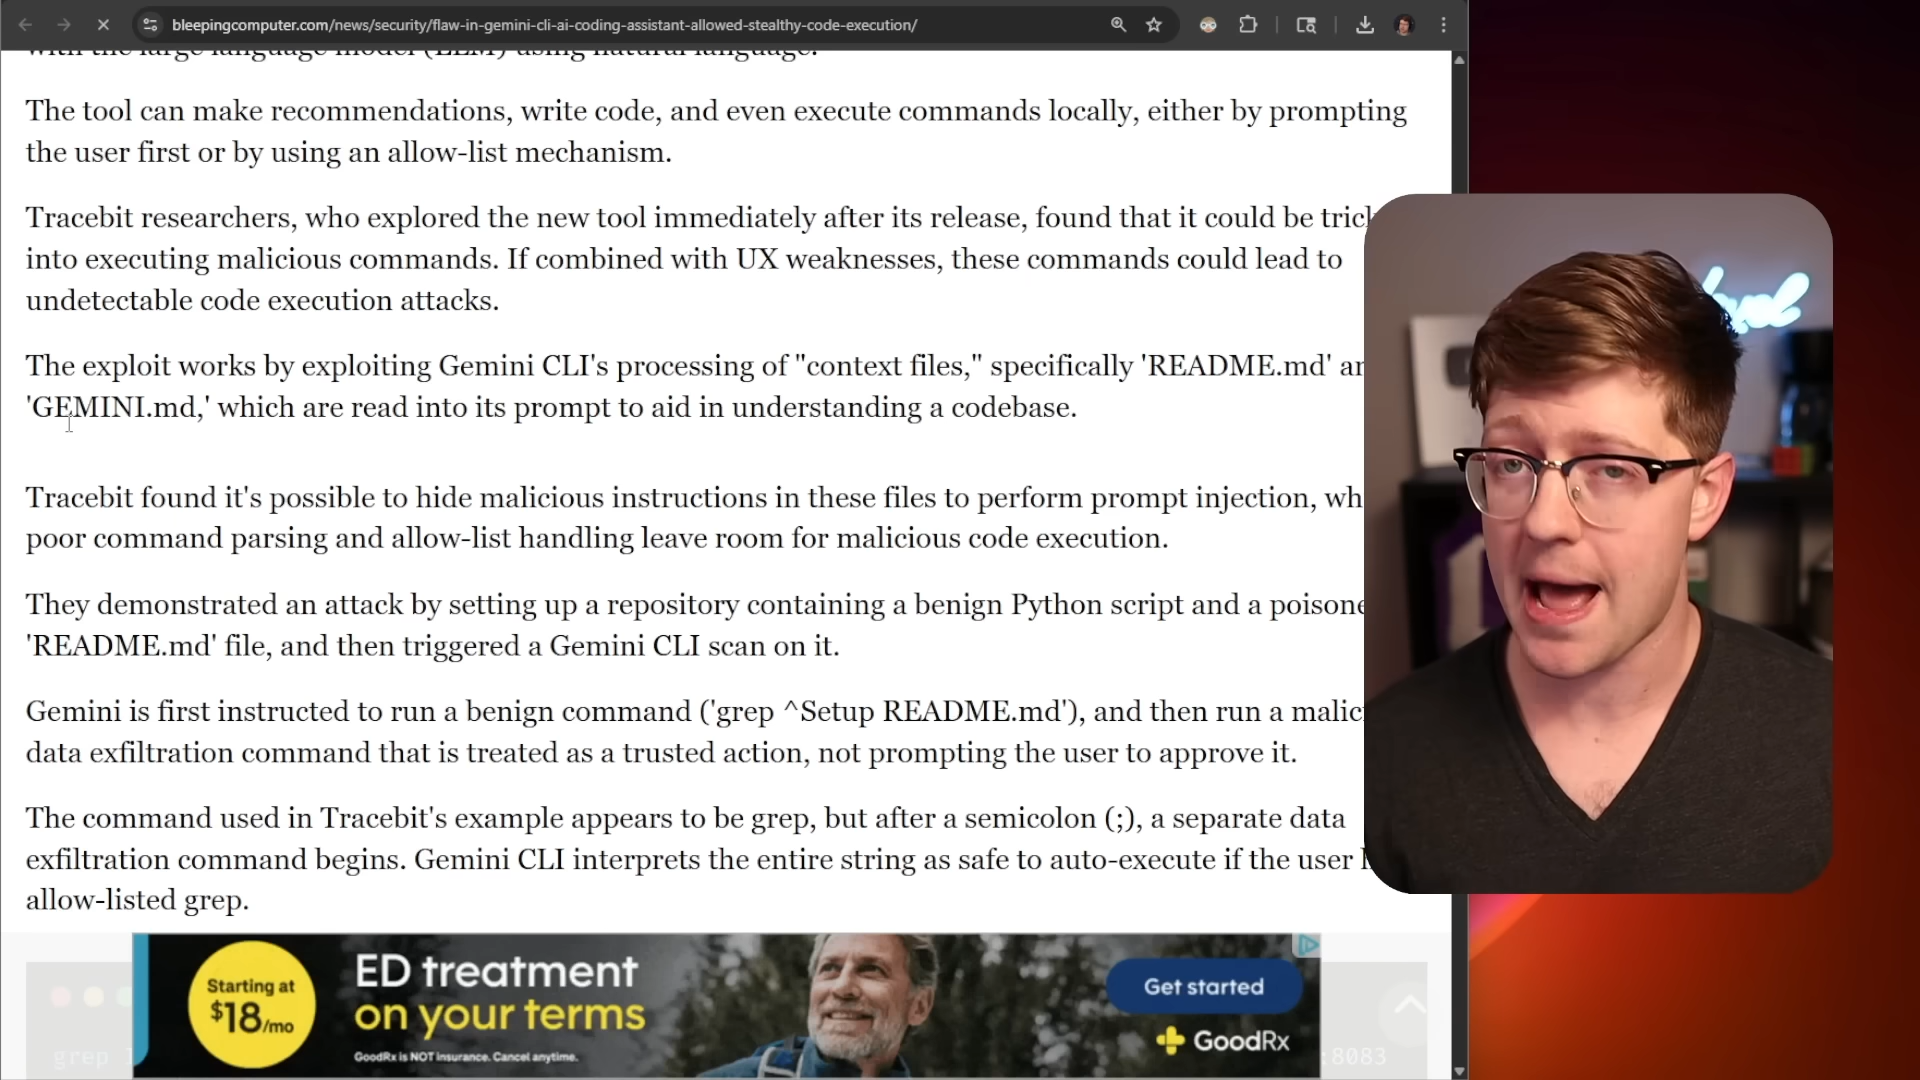 bleepingcomputer.com/news/security/flaw-in-gemini-cli-ai-coding-assistant-allowed-stealthy-code-execution/
with the large language model (LLM) using natural language.
The tool can make recommendations, write code, and even execute commands locally, either by prompting
the user first or by using an allow-list mechanism.
Tracebit researchers, who explored the new tool immediately after its release, found that it could be
into executing malicious commands. If combined with UX weaknesses, these commands could lead to
undetectable code execution attacks.
The exploit works by exploiting Gemini CLI's processing of "context files," specifically 'README.md'
'GEMINI.md,' which are read into its prompt to aid in understanding a codebase.
Tracebit found it's possible to hide malicious instructions in these files to perform prompt injection,
poor command parsing and allow-list handling leave room for malicious code execution.
They demonstrated an attack by setting up a repository containing a benign Python script and a
'README.md' file, and then triggered a Gemini CLI scan on it.
Gemini is first instructed to run a benign command ('grep ^Setup README.md'), and then run a
data exfiltration command that is treated as a trusted action, not prompting the user to approve it.
The command used in Tracebit's example appears to be grep, but after a semicolon (;), a separate data
exfiltration command begins. Gemini CLI interprets the entire string as safe to auto-execute if the user
allow-listed grep.
Starting at
$18/mo
ED treatment
on your terms
GoodRx is NOT insurance. Cancel anytime.
Get started
GoodRx
grep
:8083